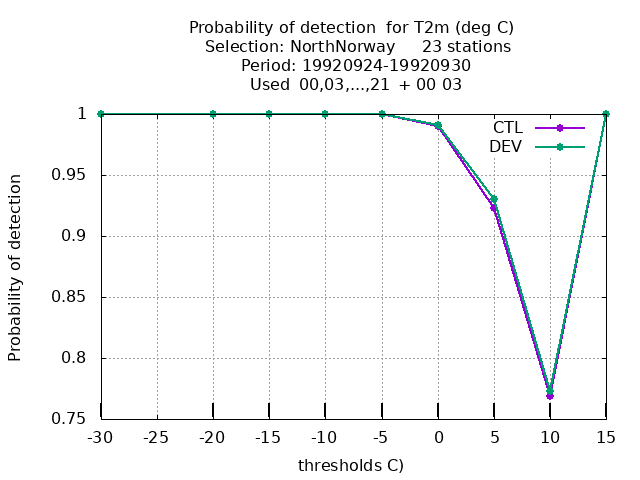 Probability of detection  for T2m (deg C)
Selection: NorthNorway     23 stations
Period: 19920924-19920930
Used  00,03,...,21  + 00 03
CTL
DEV
1
0.95
0.9
0.85
0.8
0.75
Probability of detection
-30 -25 -20 -15 -10 -5 0 5 10 15
thresholds C)